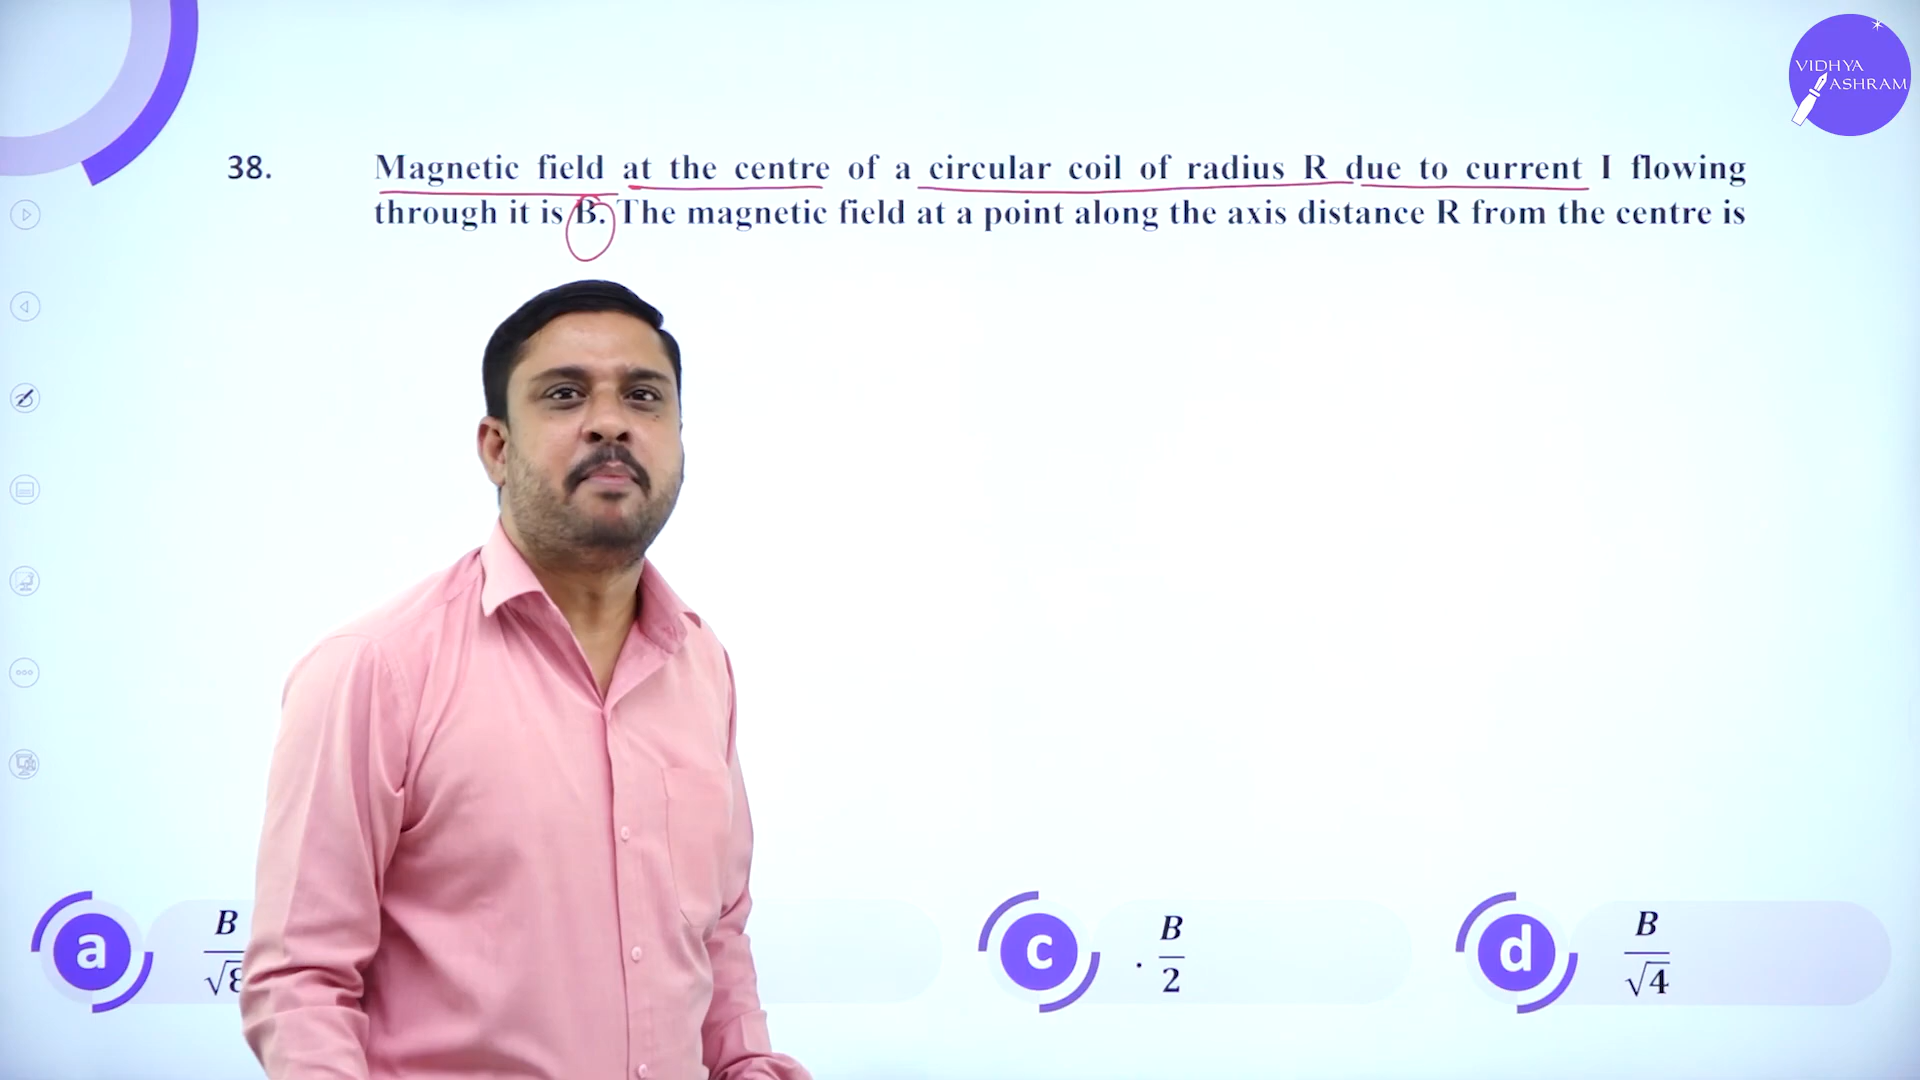 VIDHYA
ASHRAM
38. Magnetic field at the centre of a circular coil of radius R due to current I flowing
through it is B. The magnetic field at a point along the axis distance R from the centre is
a B/√8
c . B/2
d B/√4